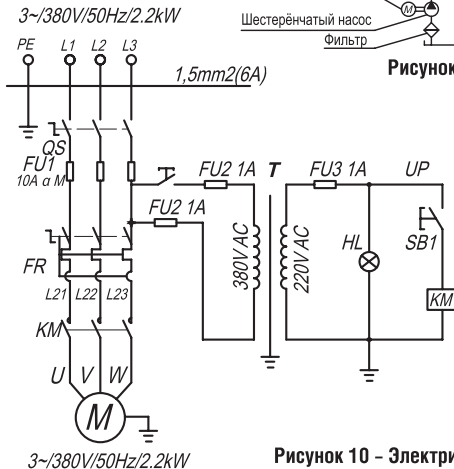 3~/380V/50Hz/2.2kW
PE L1 L2 L3
M
Шестерёнчатый насос
Фильтр
Рисунок
1,5mm2(6A)
QS
FU1
10A α M
FU2 1A
T
FU3 1A
UP
FU2 1A
380V AC
220V AC
HL
SB1
FR
L21 L22 L23
KM
KM
U V W
M
3~/380V/50Hz/2.2kW
Рисунок 10 – Электри